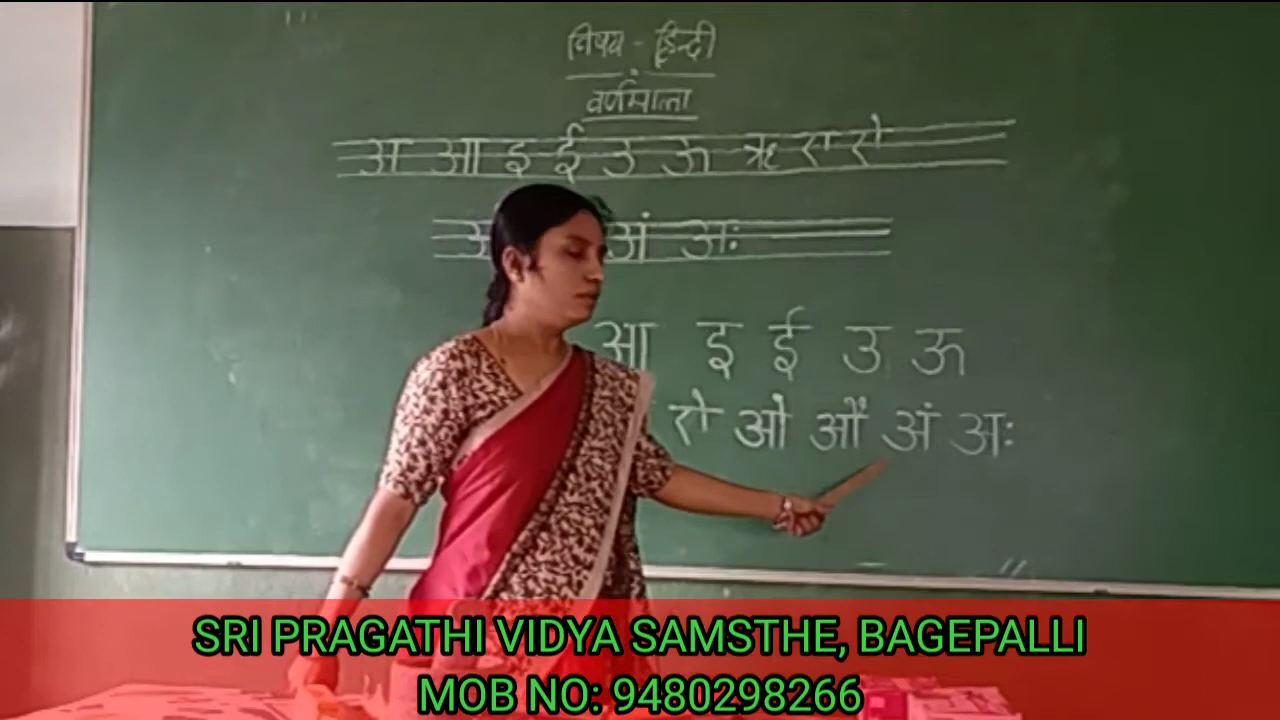 विषय - हिन्दी
वर्णमाला
अ आ इ ई उ ऊ ऋ ए ऐ
अं अः
आ इ ई उ ऊ
ऐ ओ औ अं अः
SRI PRAGATHI VIDYA SAMSTHE, BAGEPALLI
MOB NO: 9480298266